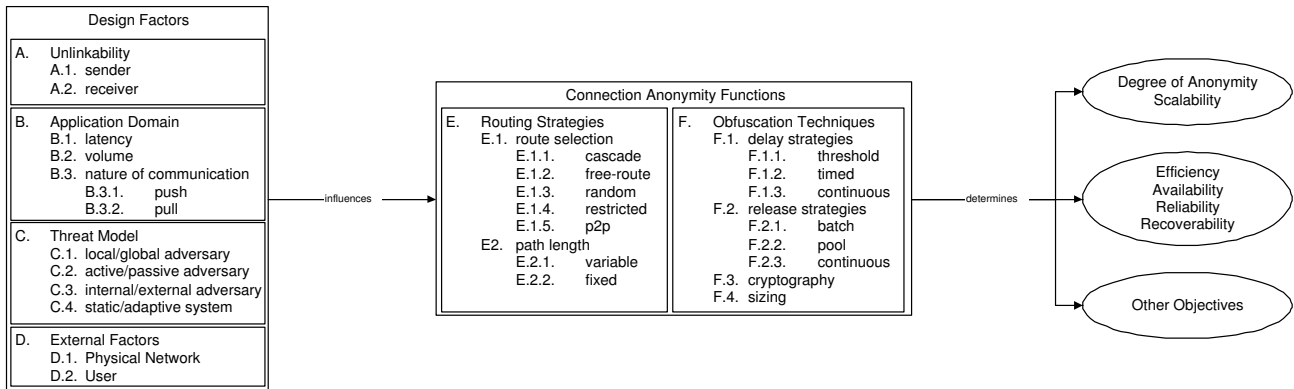 Design Factors
A. Unlinkability
A.1. sender
A.2. receiver
B. Application Domain
B.1. latency
B.2. volume
B.3. nature of communication
B.3.1. push
B.3.2. pull
C. Threat Model
C.1. local/global adversary
C.2. active/passive adversary
C.3. internal/external adversary
C.4. static/adaptive system
D. External Factors
D.1. Physical Network
D.2. User
influences
Connection Anonymity Functions
E. Routing Strategies
E.1. route selection
E.1.1. cascade
E.1.2. free-route
E.1.3. random
E.1.4. restricted
E.1.5. p2p
E2. path length
E.2.1. variable
E.2.2. fixed
F. Obfuscation Techniques
F.1. delay strategies
F.1.1. threshold
F.1.2. timed
F.1.3. continuous
F.2. release strategies
F.2.1. batch
F.2.2. pool
F.2.3. continuous
F.3. cryptography
F.4. sizing
determines
Degree of Anonymity
Scalability
Efficiency
Availability
Reliability
Recoverability
Other Objectives